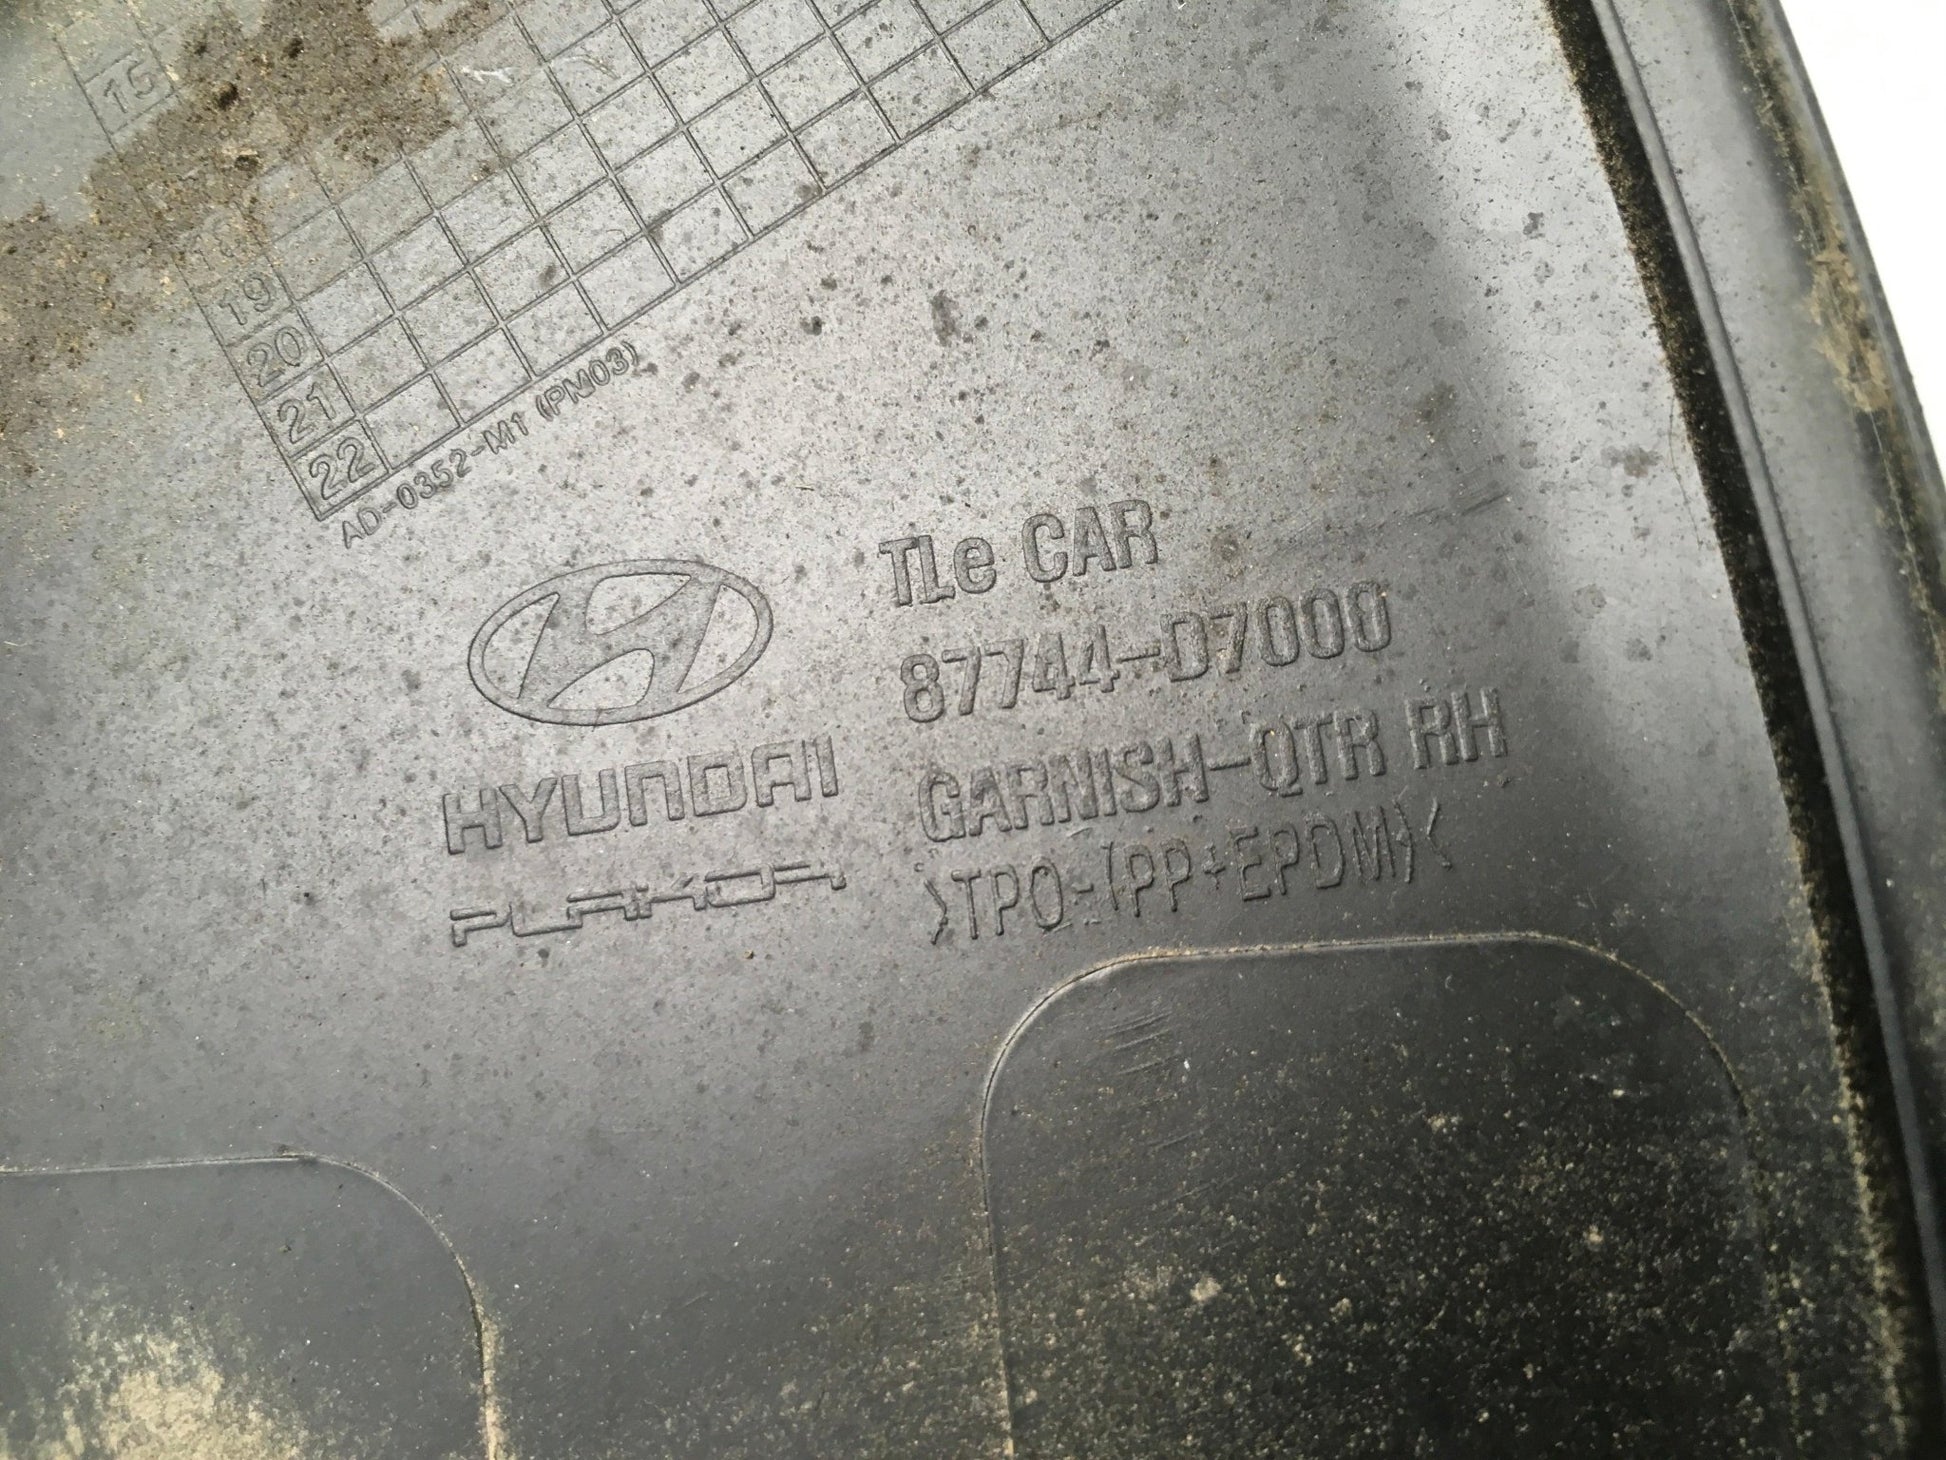 15
19
20
21
22
AD-0352-M1 (PM03)
TLe CAR
87744-D7000
HYUNDAI
GARNISH-QTR RH
PLAKOR
>TPO-(PP+EPDM)<